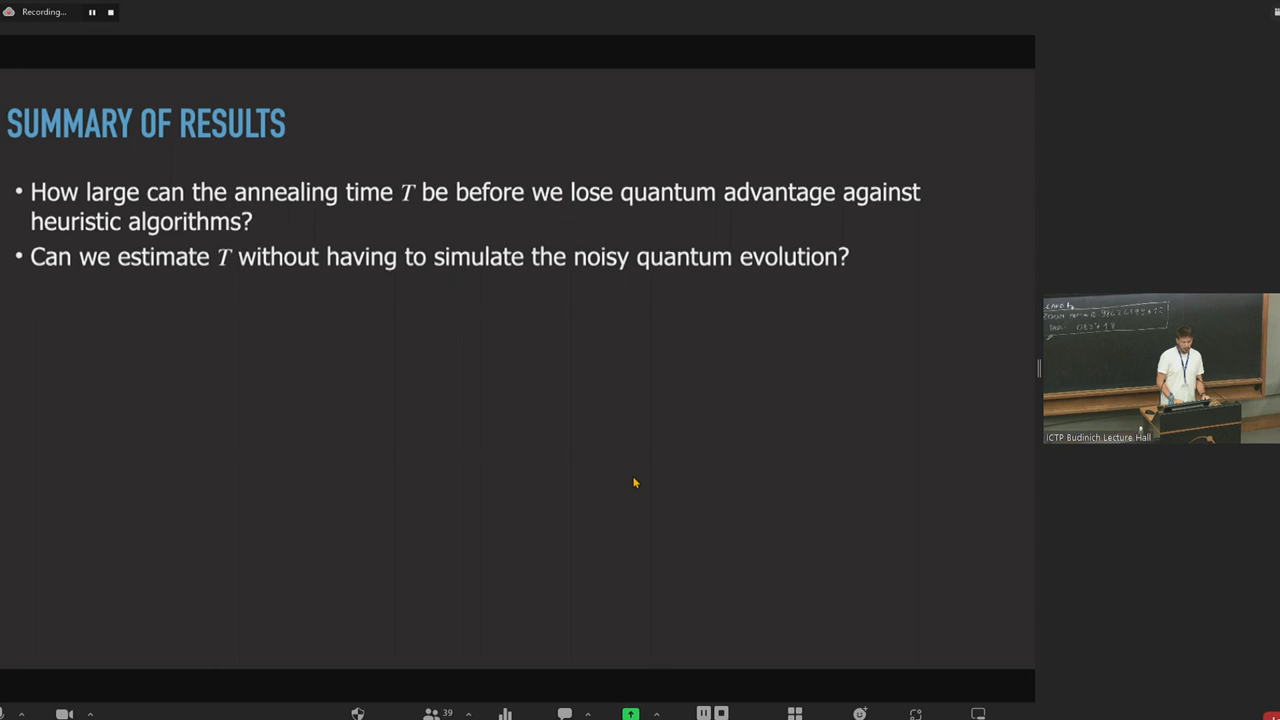 Recording...
SUMMARY OF RESULTS
• How large can the annealing time T be before we lose quantum advantage against
heuristic algorithms?
• Can we estimate T without having to simulate the noisy quantum evolution?
ICTP Budinich Lecture Hall
39